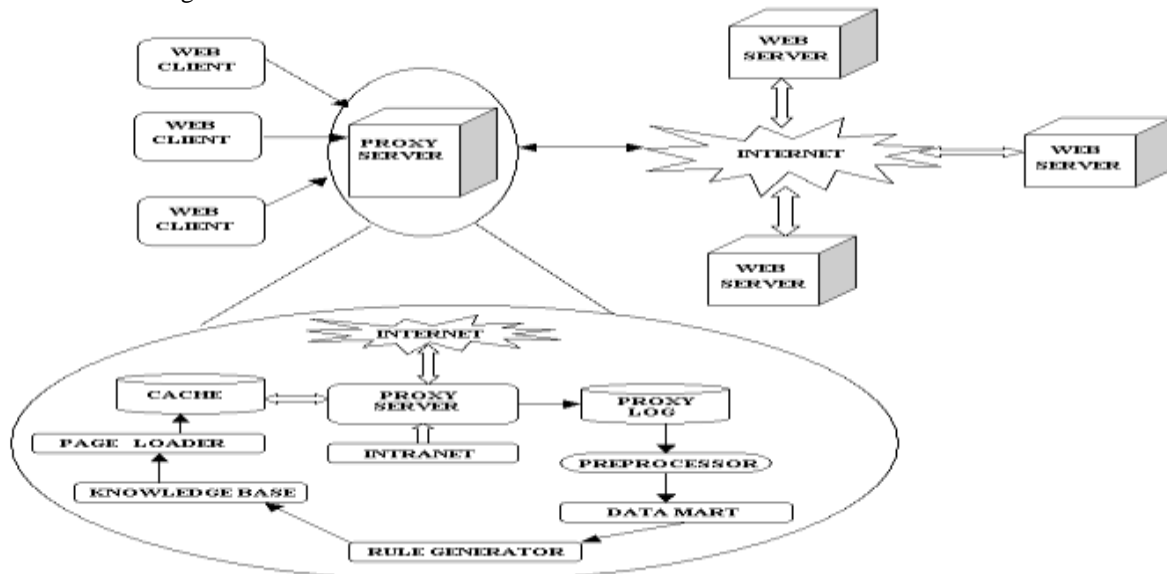 WEB
CLIENT
WEB
CLIENT
WEB
CLIENT
PROXY
SERVER
WEB
SERVER
INTERNET
WEB
SERVER
WEB
SERVER
INTERNET
CACHE
PROXY
SERVER
PROXY
LOG
PAGE LOADER
INTRANET
PREPROCESSOR
KNOWLEDGE BASE
DATA MART
RULE GENERATOR